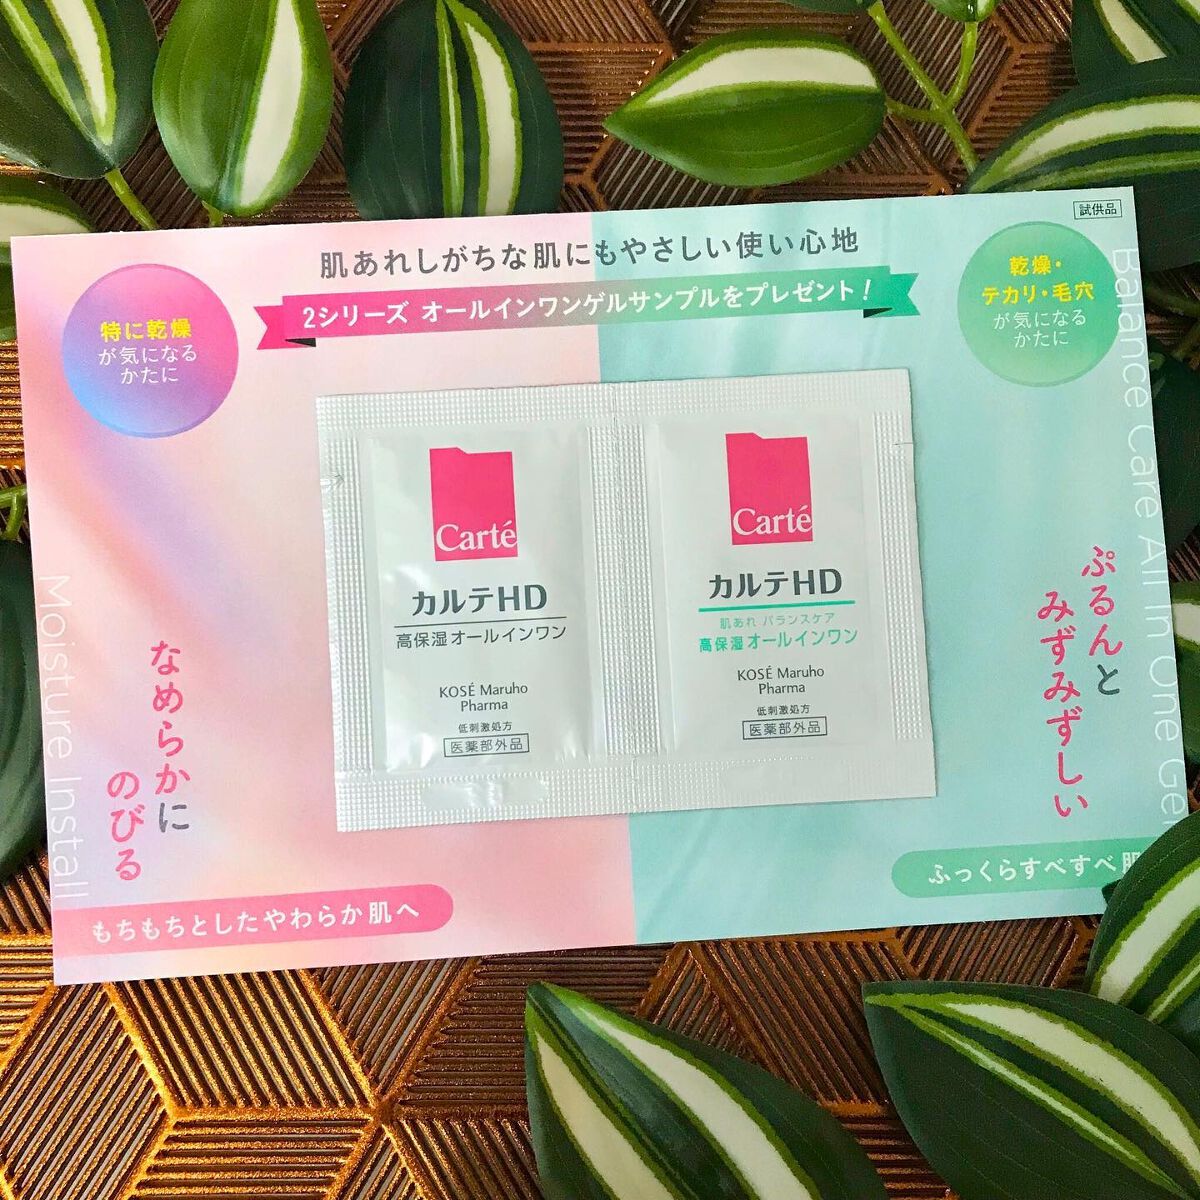 試供品
肌あれしがちな肌にもやさしい使い心地
2シリーズ オールインワンゲルサンプルをプレゼント!
特に乾燥
が気になる
かたに
乾燥・
テカリ・毛穴
が気になる
かたに
Carté
カルテHD
高保湿オールインワン
KOSÉ Maruho
Pharma
低刺激処方
医薬部外品
Carté
カルテHD
肌あれ バランスケア
高保湿オールインワン
KOSÉ Maruho
Pharma
低刺激処方
医薬部外品
Moisture Install
なめらかに
のびる
もちもちとしたやわらか肌へ
Balance Care All In One Gel
ぷるんと
みずみずしい
ふっくらすべすべ肌